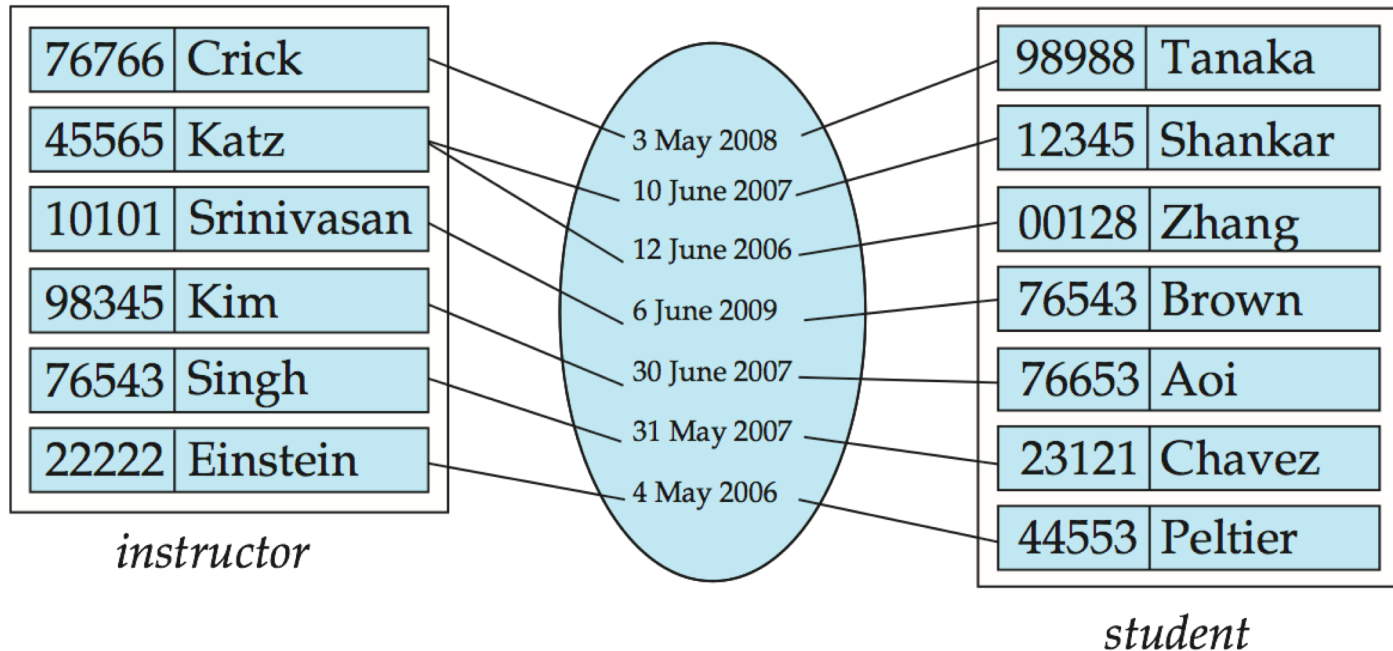 76766 Crick
45565 Katz
10101 Srinivasan
98345 Kim
76543 Singh
22222 Einstein
instructor
3 May 2008
10 June 2007
12 June 2006
6 June 2009
30 June 2007
31 May 2007
4 May 2006
98988 Tanaka
12345 Shankar
00128 Zhang
76543 Brown
76653 Aoi
23121 Chavez
44553 Peltier
student